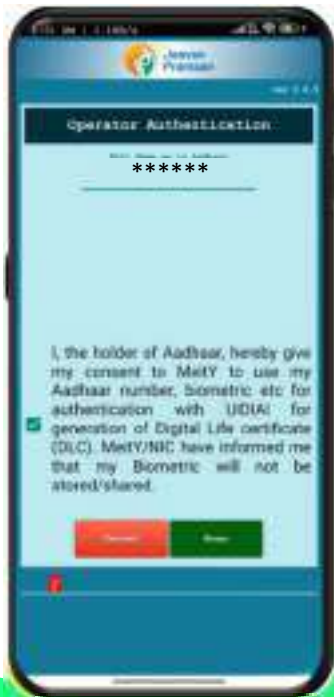 Jeevan
Pramaan
Operator Authentication
******
I, the holder of Aadhaar, hereby give
my consent to MeitY to use my
Aadhaar number, biometric etc for
authentication with UIDIAI for
generation of Digital Life certificate
(DLC). MeitY/NIC have informed me
that my Biometric will not be
stored/shared.